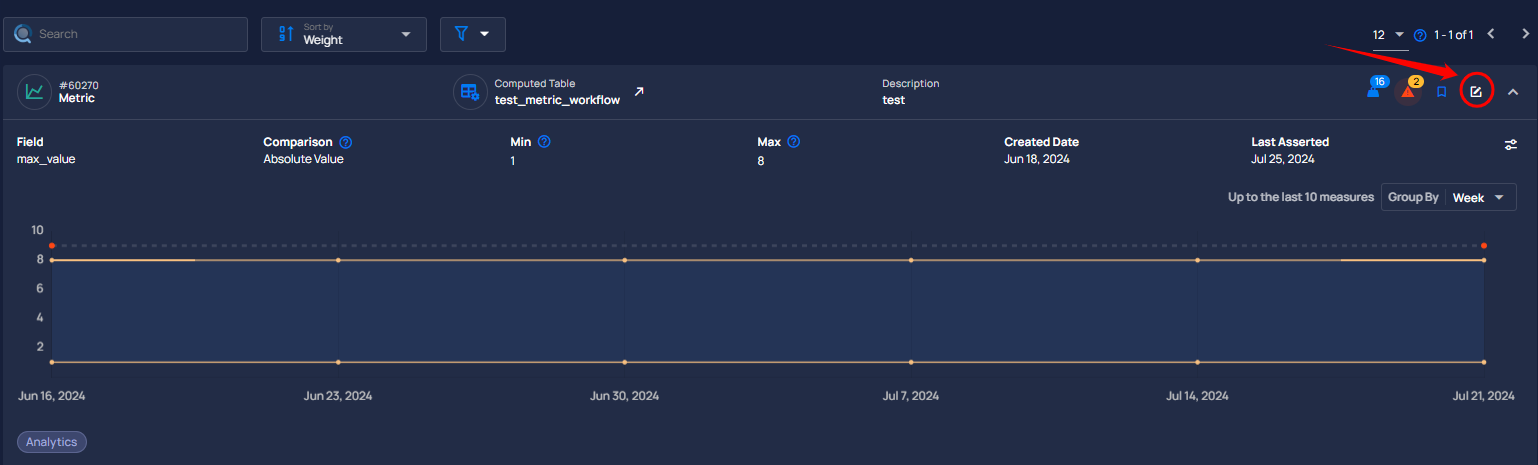 Search
Sort by
Weight
12
1 - 1 of 1
#60270
Metric
Computed Table
test_metric_workflow
Description
test
16
2
Field
max_value
Comparison
Absolute Value
Min
1
Max
8
Created Date
Jun 18, 2024
Last Asserted
Jul 25, 2024
Up to the last 10 measures
Group By
Week
10
8
6
4
2
Jun 16, 2024
Jun 23, 2024
Jun 30, 2024
Jul 7, 2024
Jul 14, 2024
Jul 21, 2024
Analytics